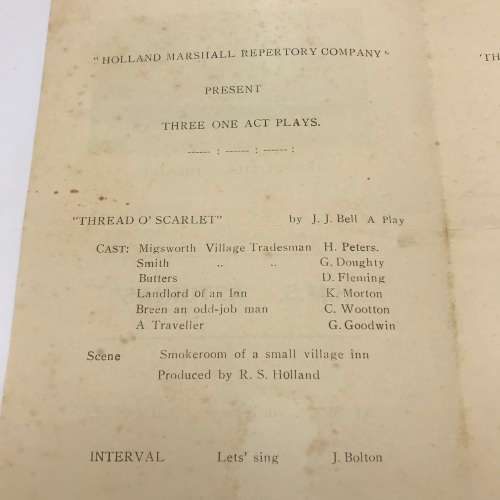 "HOLLAND MARSHALL REPERTORY COMPANY"
PRESENT
THREE ONE ACT PLAYS.
------ : ------ : ------ :
"THREAD O' SCARLET" by J. J. Bell A Play
CAST: Migsworth Village Tradesman H. Peters.
Smith ,, ,, G. Doughty
Butters D. Fleming
Landlord of an Inn K. Morton
Breen an odd-job man C. Wootton
A Traveller G. Goodwin
Scene Smokeroom of a small village inn
Produced by R. S. Holland
INTERVAL Lets' sing J. Bolton